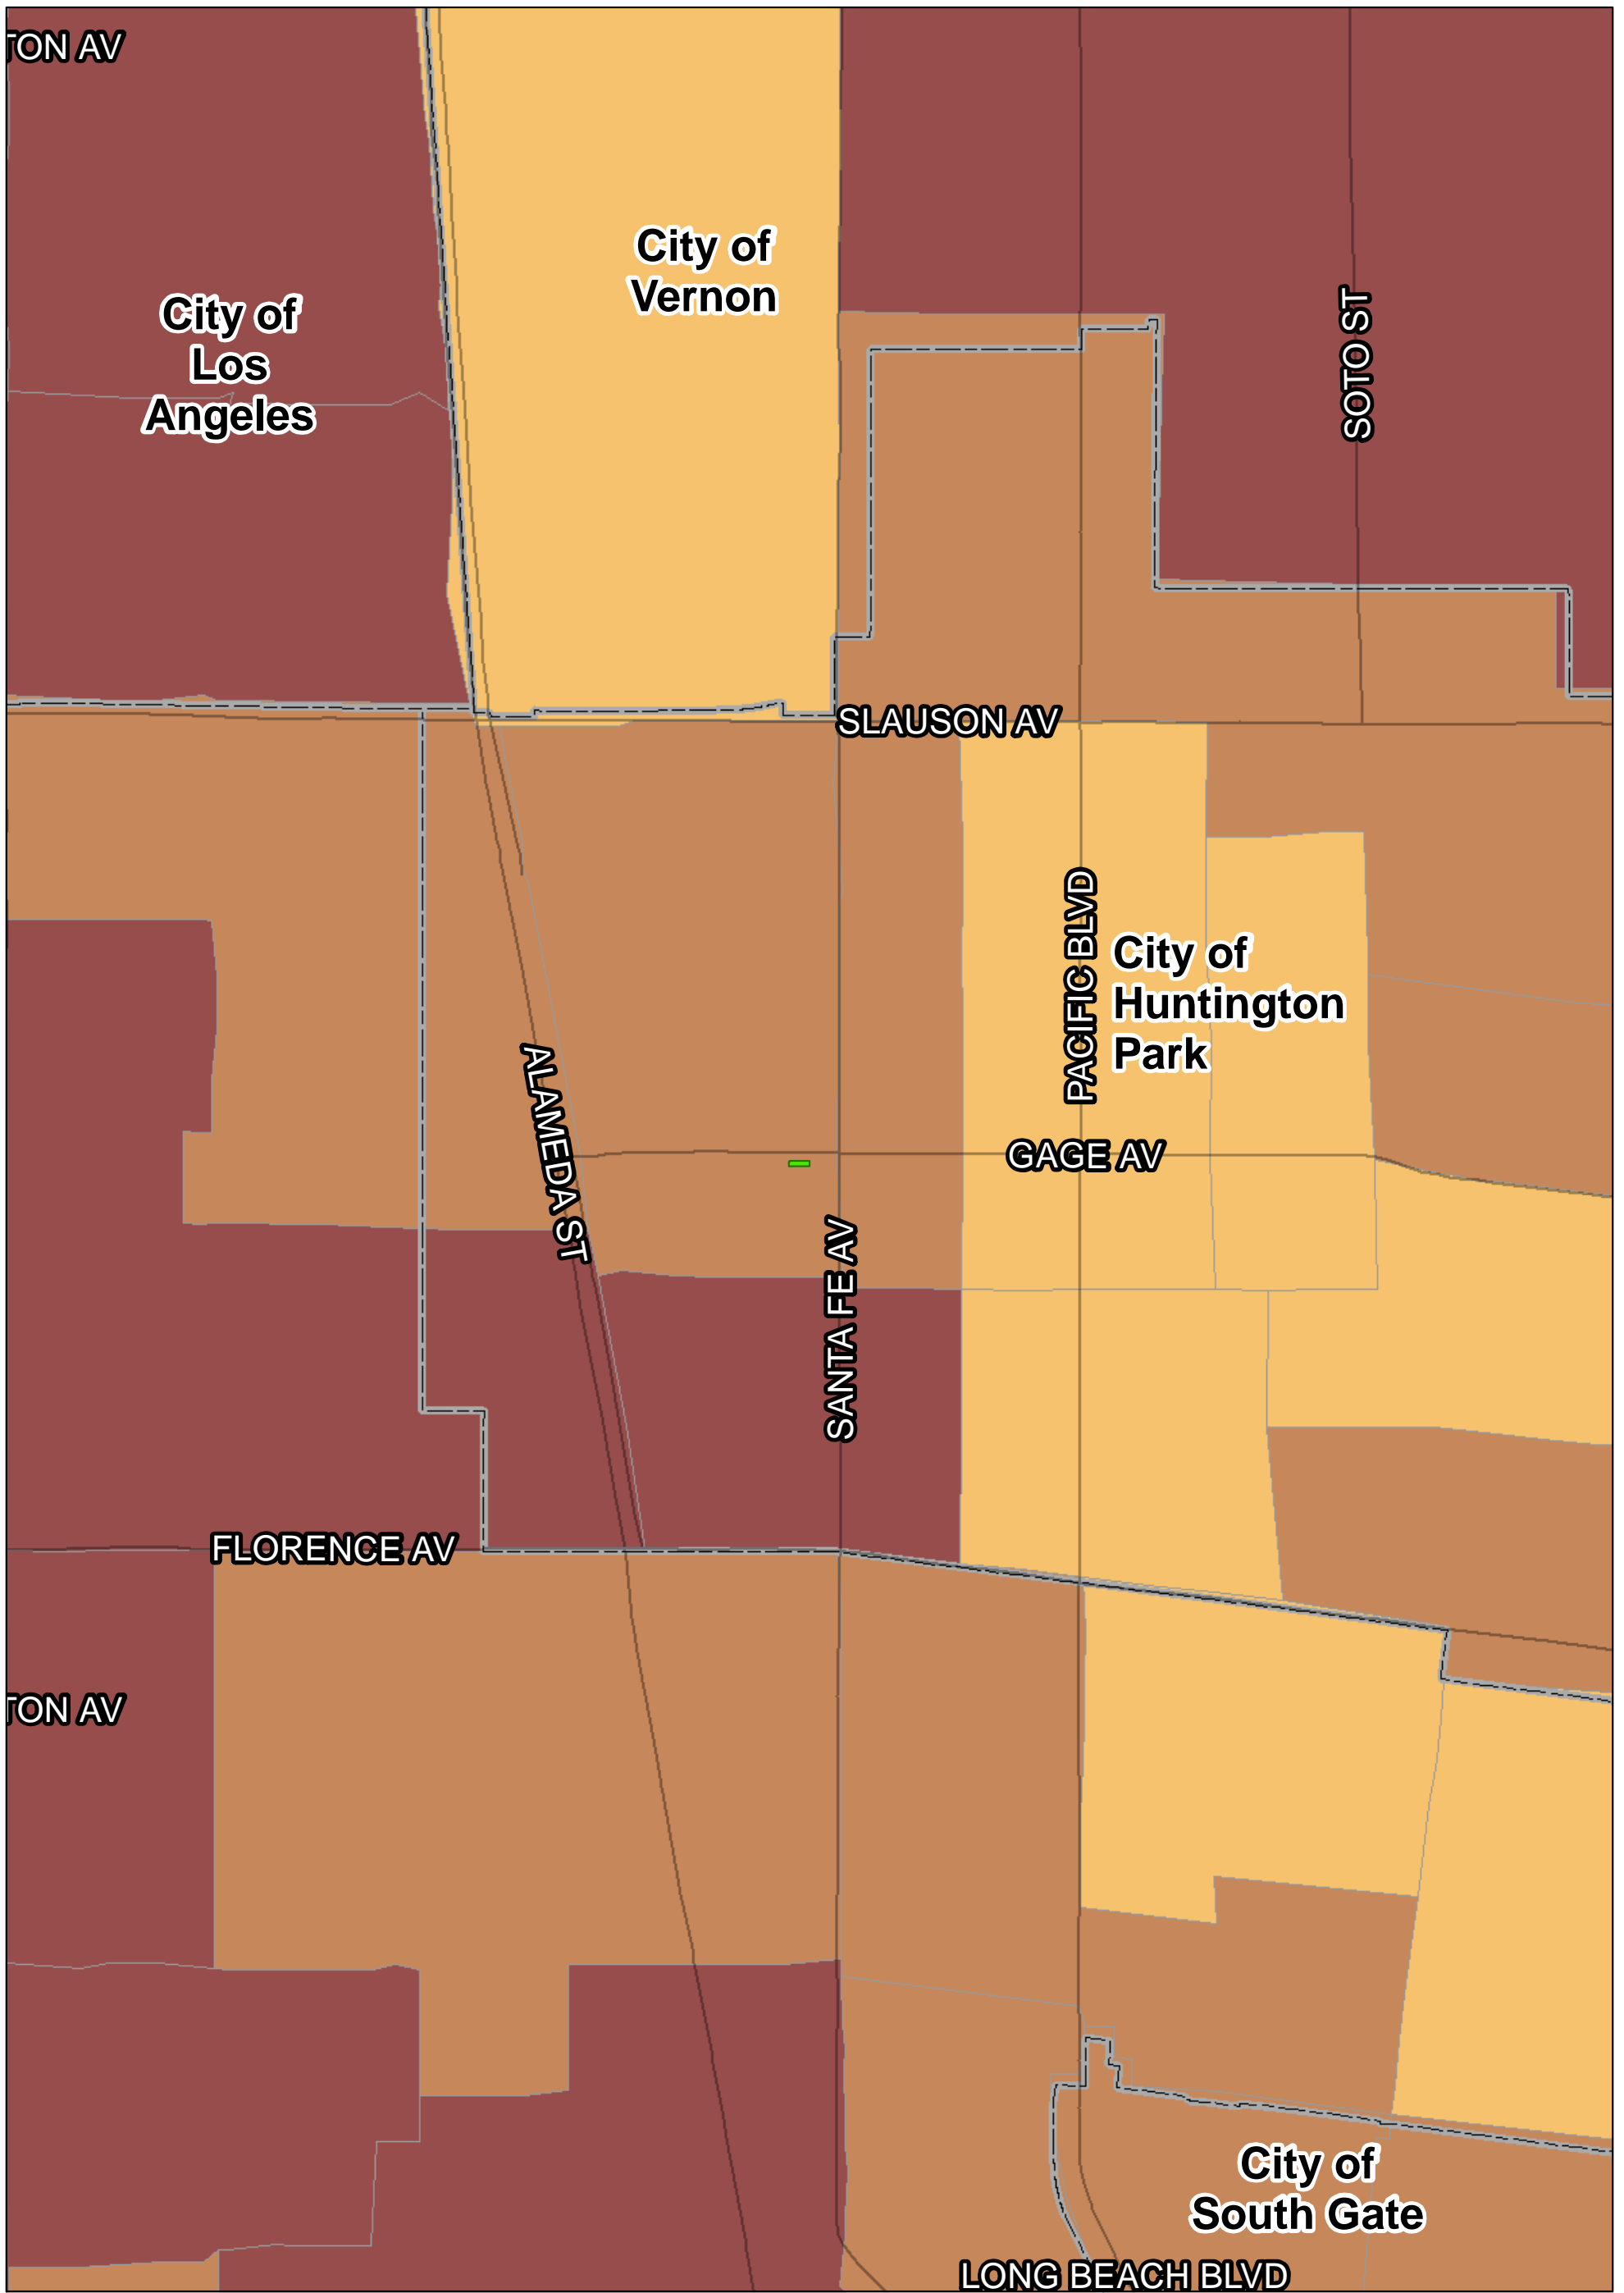 TON AV
City of
Vernon
City of
Los
Angeles
SOTO ST
SLAUSON AV
PACIFIC BLVD
City of
Huntington
Park
ALAMEDA ST
GAGE AV
SANTA FE AV
FLORENCE AV
TON AV
City of
South Gate
LONG BEACH BLVD